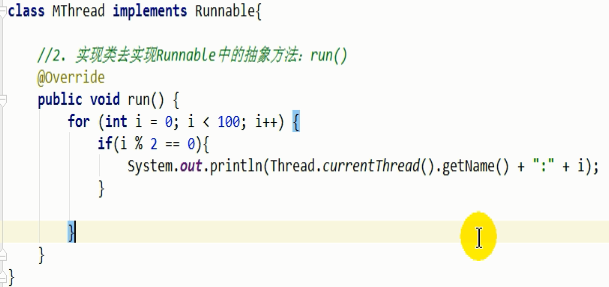 class MThread implements Runnable{
//2. 实现类去实现Runnable中的抽象方法：run()
@Override
public void run() {
for (int i = 0; i < 100; i++) {
if(i % 2 == 0){
System.out.println(Thread.currentThread().getName() + ":" + i);
}
}
}
}